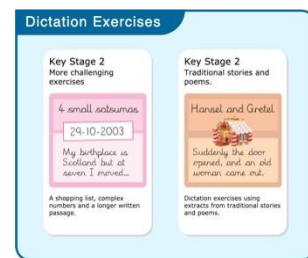 Dictation Exercises
Key Stage 2
More challenging
exercises
4 small satsumas
29-10-2003
My birthplace is
Scotland but at
seven I moved...
A shopping list, complex
numbers and a longer written
passage.
Key Stage 2
Traditional stories and
poems.
Hansel and Gretel
Suddenly the door
opened, and an old
woman came out.
Dictation exercises using
extracts from traditional stories
and poems.